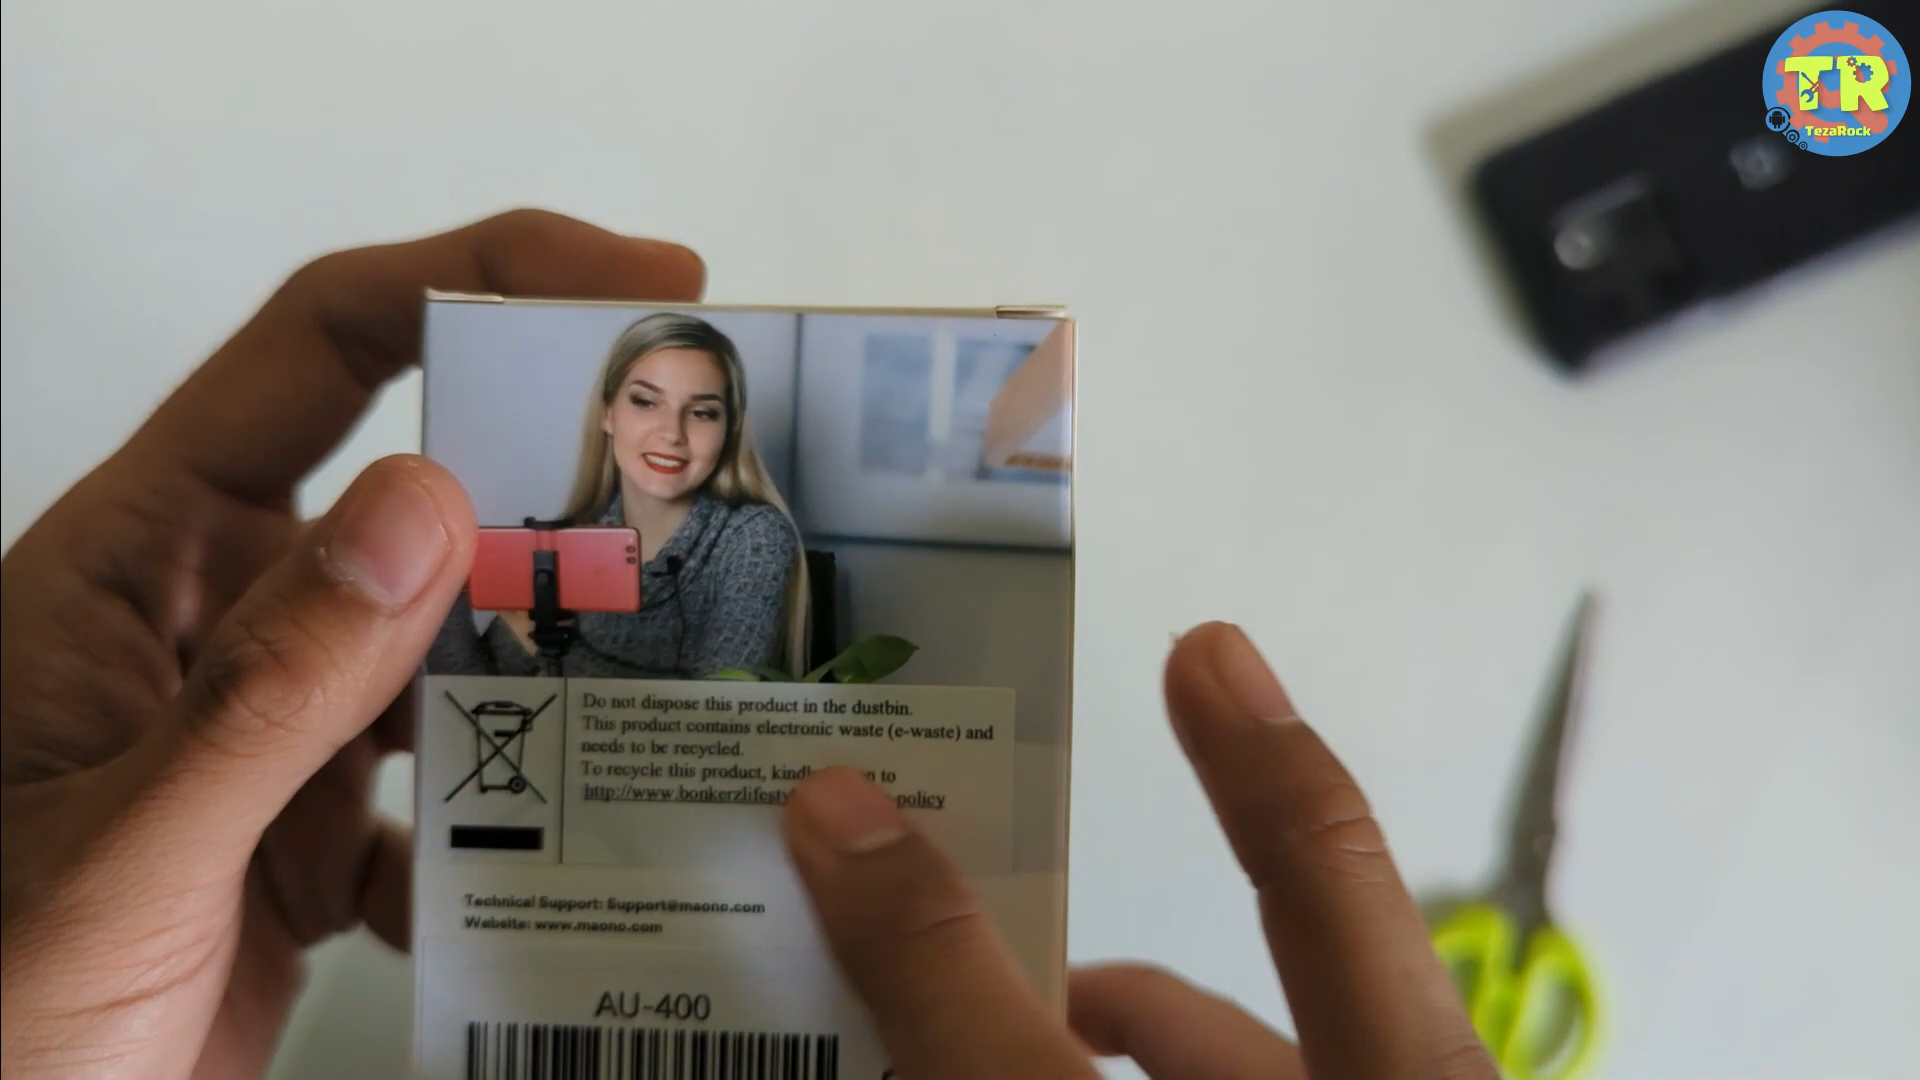 TR
TezaRock
Do not dispose this product in the dustbin.
This product contains electronic waste (e-waste) and
needs to be recycled.
To recycle this product, to
http://www.bonkerzlifesty -policy
Technical Support: Support@maono.com
Website: www.maono.com
AU-400